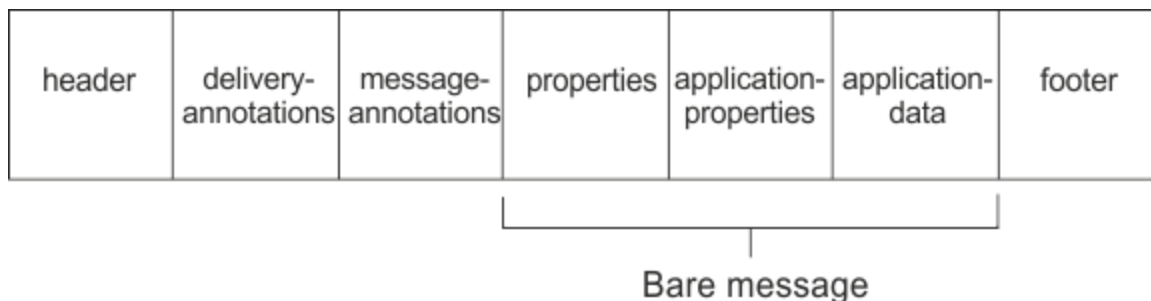 header
delivery-
annotations
message-
annotations
properties
application-
properties
application-
data
footer
Bare message